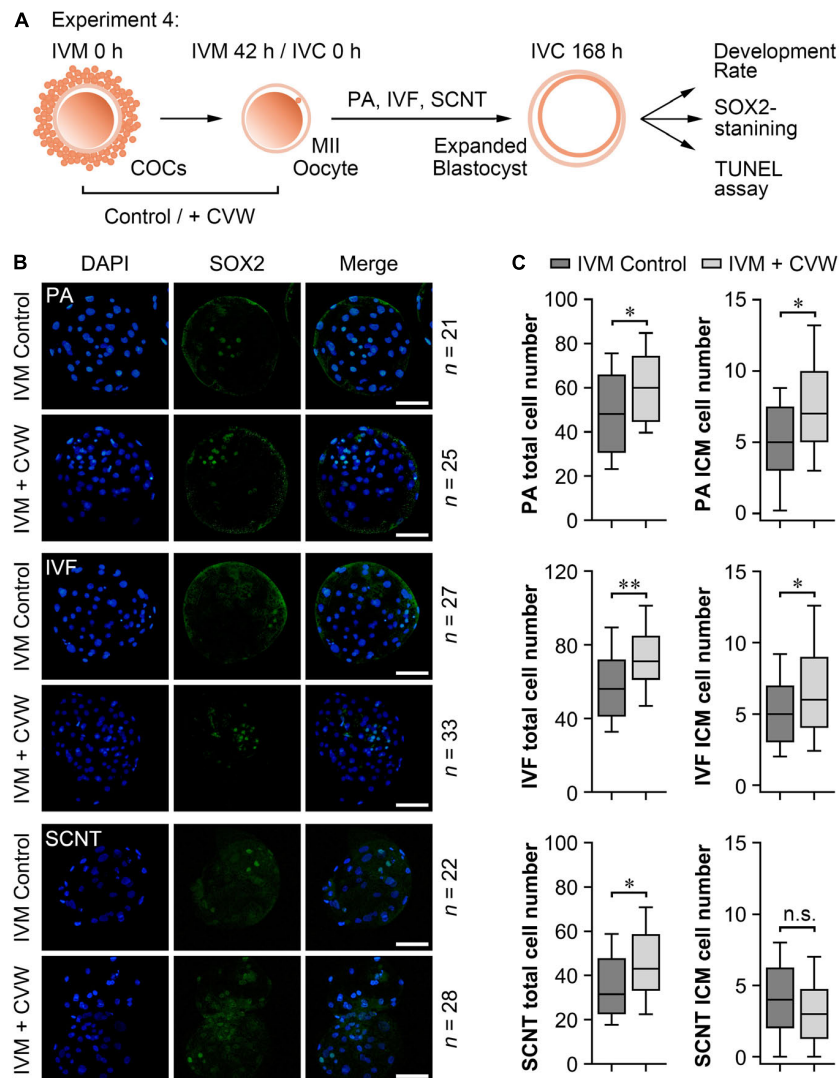 A Experiment 4:
IVM 0 h
IVM 42 h / IVC 0 h
IVC 168 h
PA, IVF, SCNT
COCs
MII
Oocyte
Expanded
Blastocyst
Control / + CVW
Development
Rate
SOX2-
stanining
TUNEL
assay
B DAPI SOX2 Merge
PA
IVM Control
n = 21
IVM + CVW
n = 25
IVF
IVM Control
n = 27
IVM + CVW
n = 33
SCNT
IVM Control
n = 22
IVM + CVW
n = 28
C IVM Control IVM + CVW
PA total cell number
100
80
60
40
20
0
*
PA ICM cell number
15
10
5
0
*
IVF total cell number
120
80
40
0
**
IVF ICM cell number
15
10
5
0
*
SCNT total cell number
100
80
60
40
20
0
*
SCNT ICM cell number
15
10
5
0
n.s.